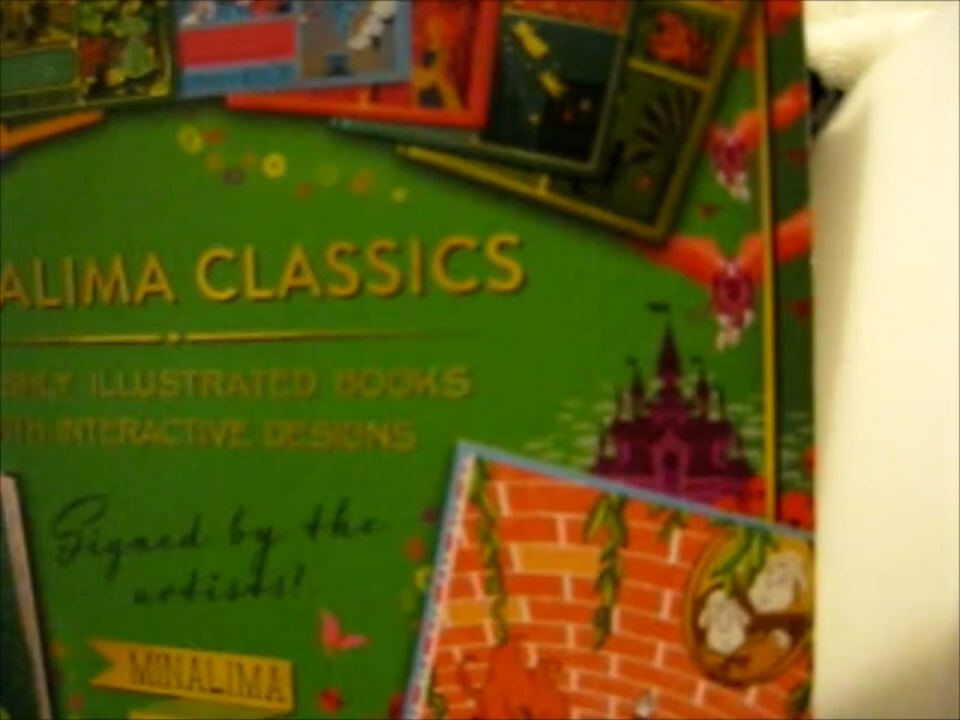 ALIMA CLASSICS
ILLUSTRATED BOOKS
INTERACTIVE DESIGNS
Signed by the
artists!
MINALIMA